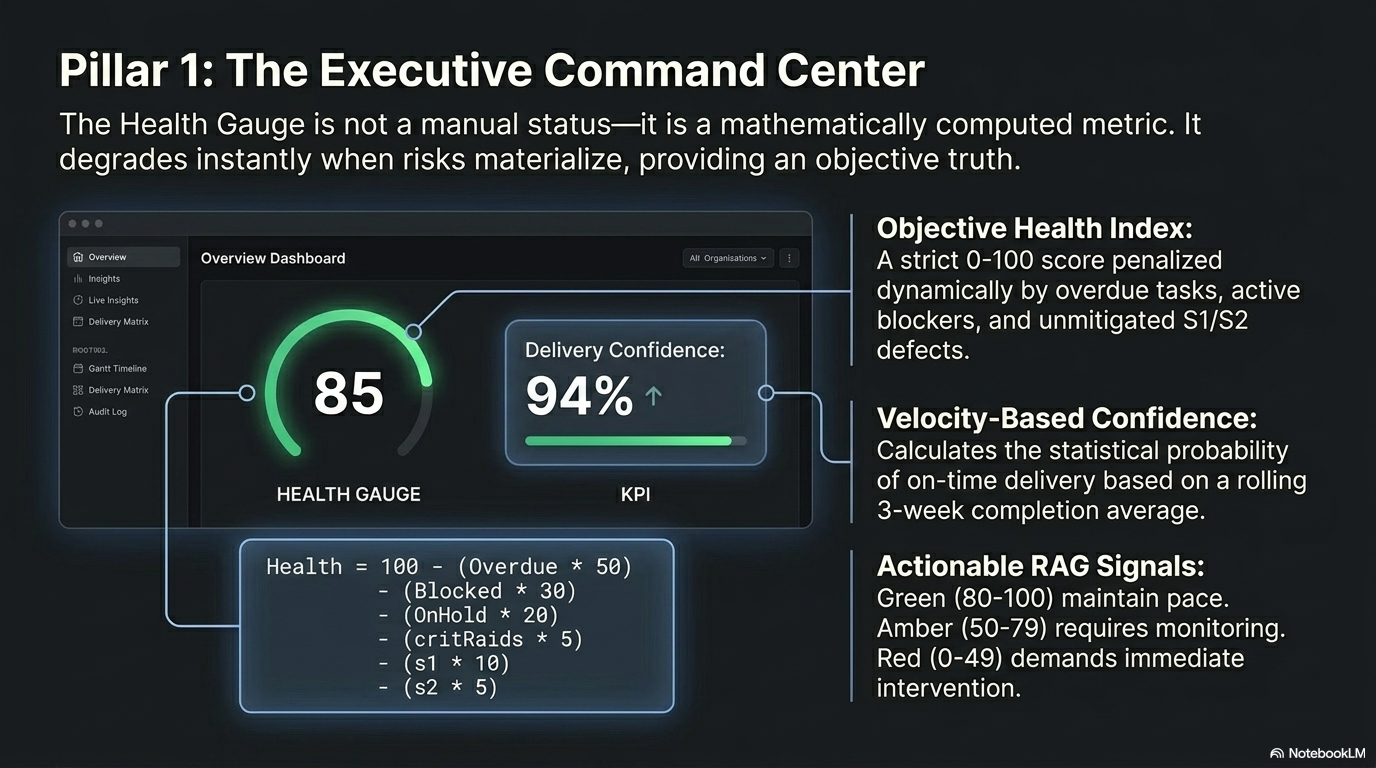 Pillar 1: The Executive Command Center
The Health Gauge is not a manual status—it is a mathematically computed metric. It
degrades instantly when risks materialize, providing an objective truth.
Overview
Insights
Live Insights
Delivery Matrix
Gantt Timeline
Delivery Matrix
Audit Log
Overview Dashboard
All Organisations
85
HEALTH GAUGE
Delivery Confidence:
94% ↑
KPI
Health = 100 - (Overdue * 50)
- (Blocked * 30)
- (OnHold * 20)
- (critRaids * 5)
- (s1 * 10)
- (s2 * 5)
Objective Health Index:
A strict 0-100 score penalized
dynamically by overdue tasks, active
blockers, and unmitigated S1/S2
defects.
Velocity-Based Confidence:
Calculates the statistical probability
of on-time delivery based on a rolling
3-week completion average.
Actionable RAG Signals:
Green (80-100) maintain pace.
Amber (50-79) requires monitoring.
Red (0-49) demands immediate
intervention.
NotebookLM